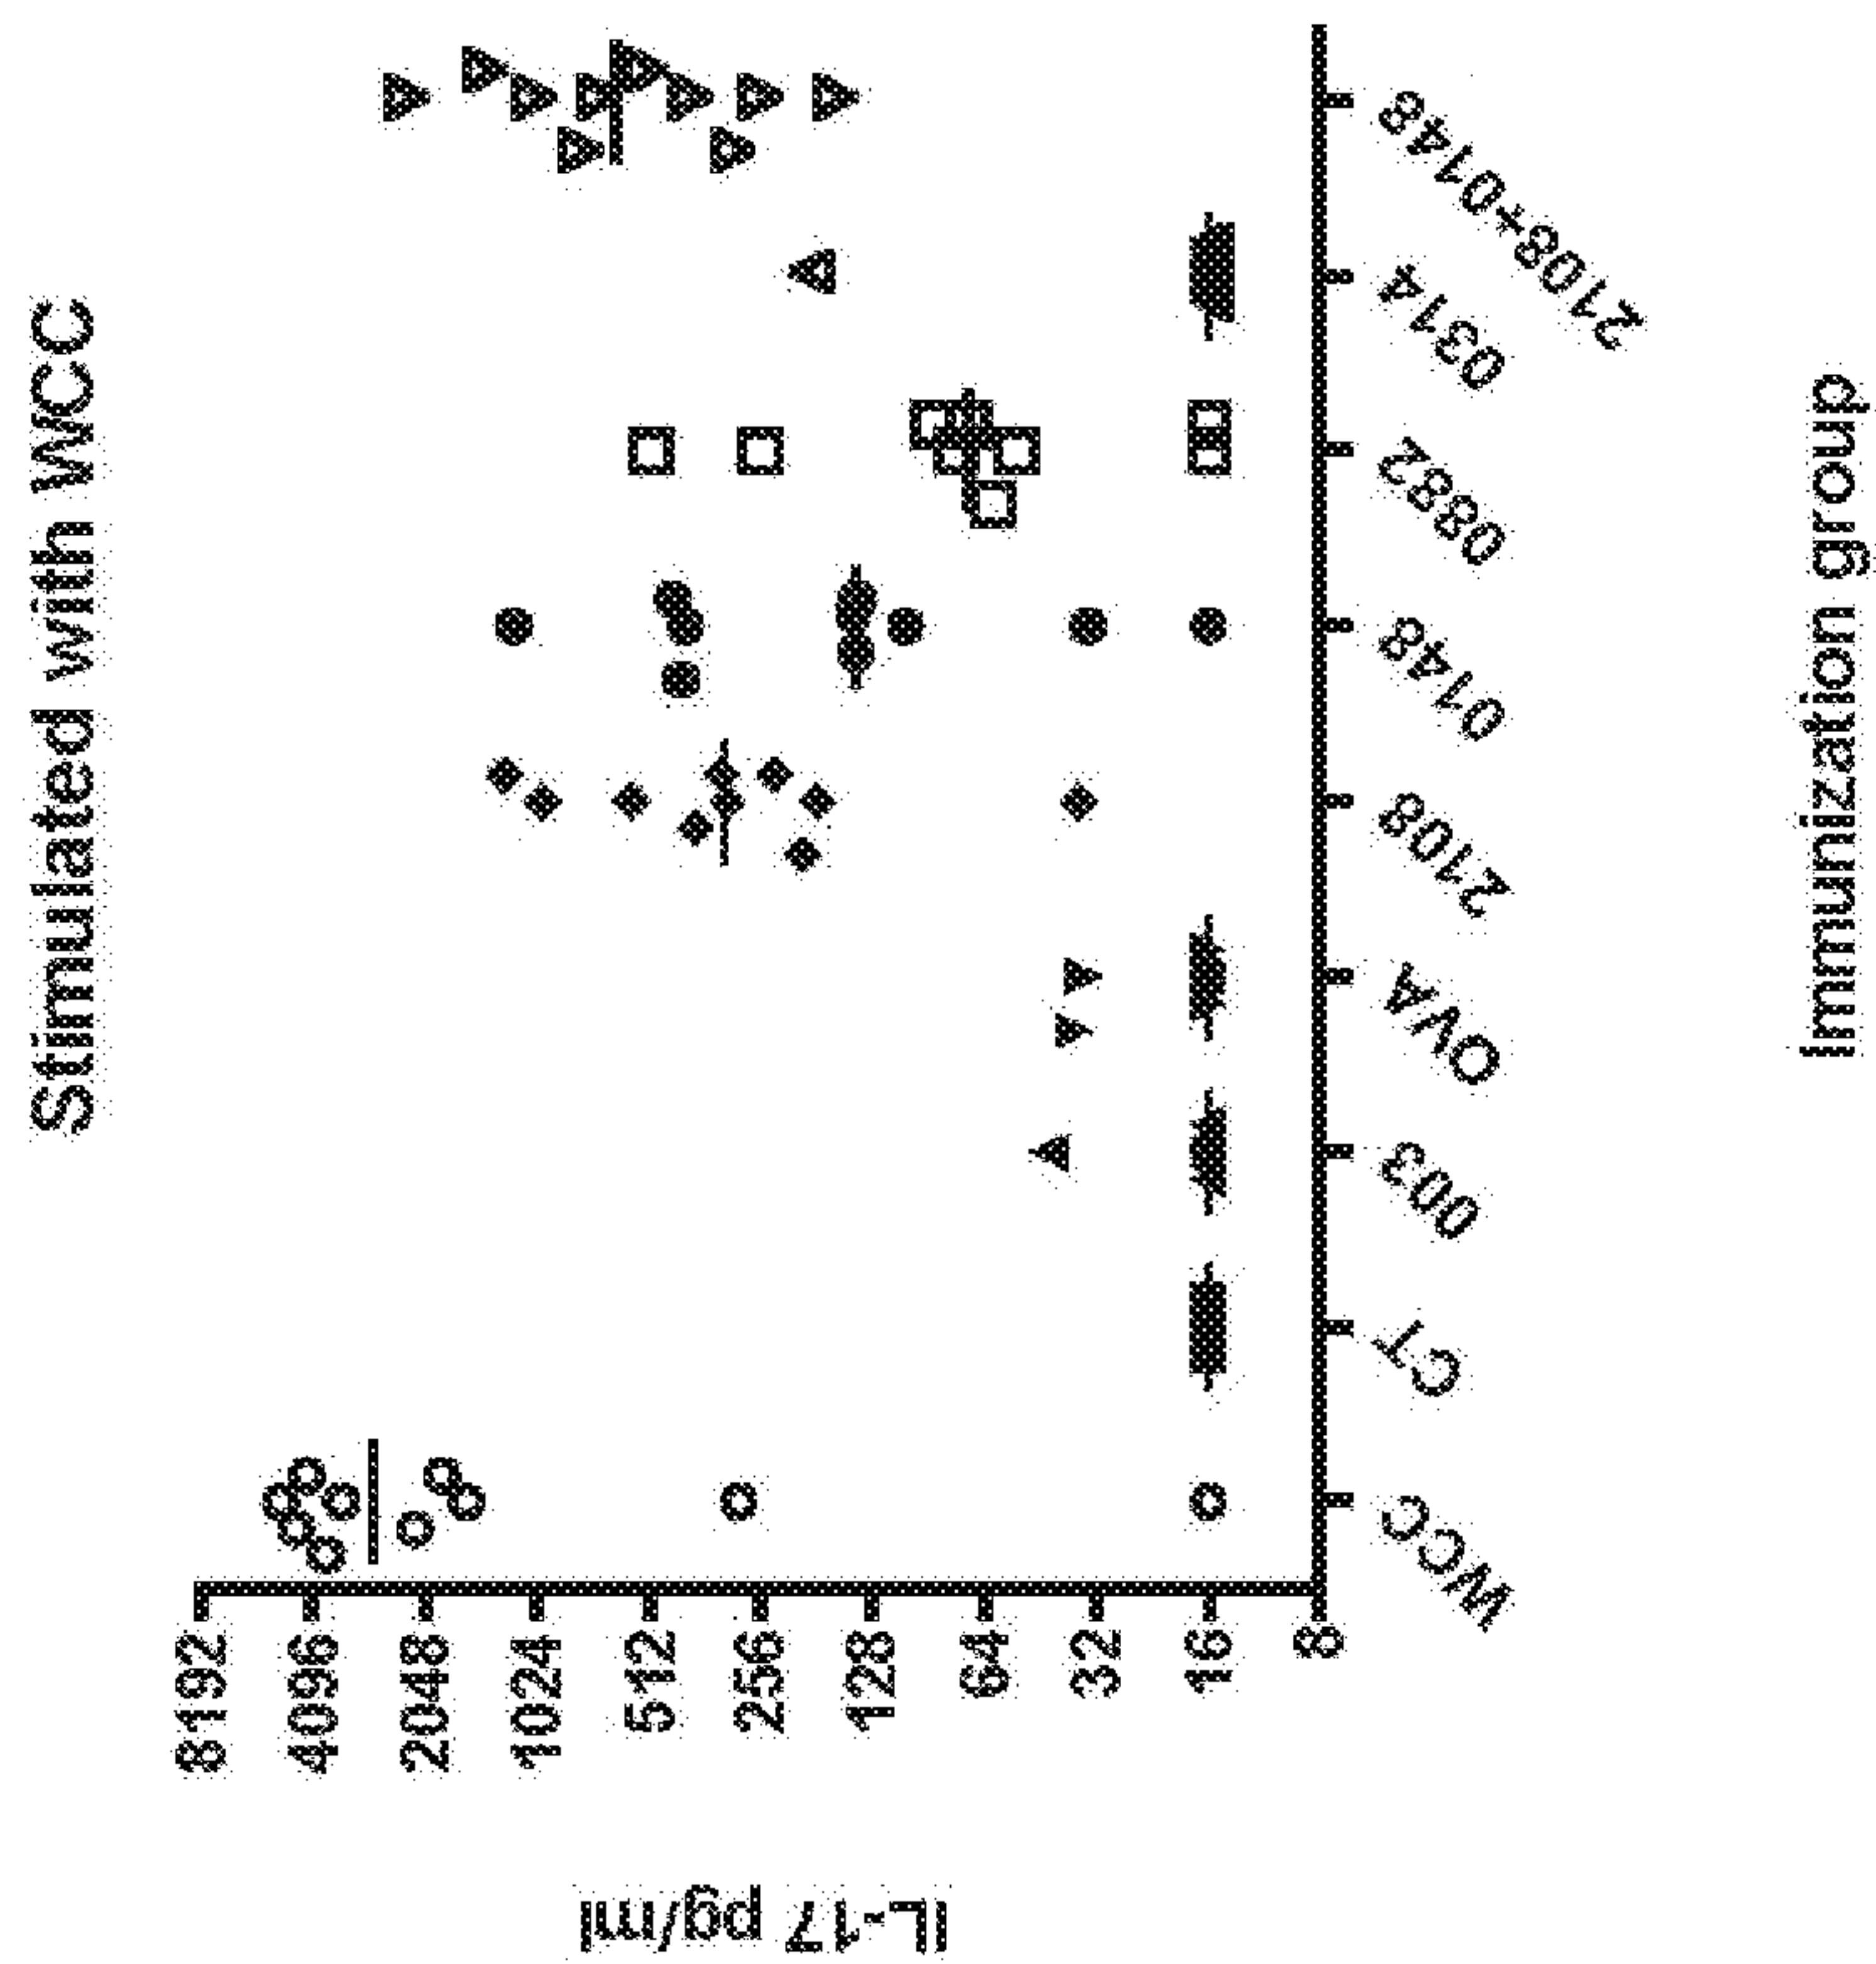 Stimulated with WCC
IL-17 pg/ml
8192
4096
2048
1024
512
256
128
64
32
16
8
WCC
CT
003
OVA
2108
0148
0882
0314
2108+0148
Immunization group